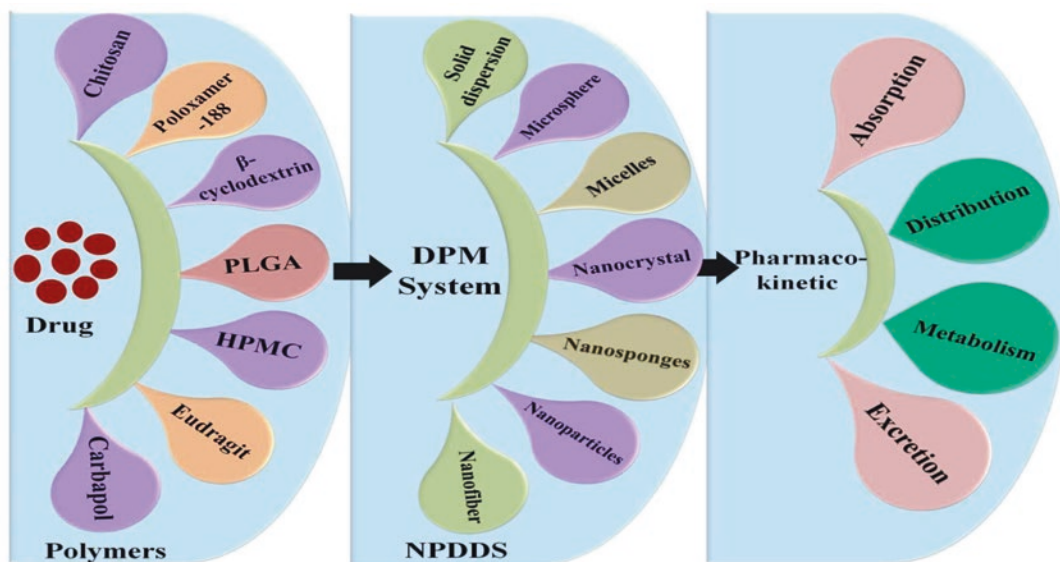 Chitosan
Poloxamer
-188
β-
cyclodextrin
PLGA
HPMC
Eudragit
Carbapol
Drug
Polymers
Solid
dispersion
Microsphere
Micelles
Nanocrystal
Nanosponges
Nanoparticles
Nanofiber
DPM
System
NPDDS
Absorption
Distribution
Metabolism
Excretion
Pharmaco-
kinetic